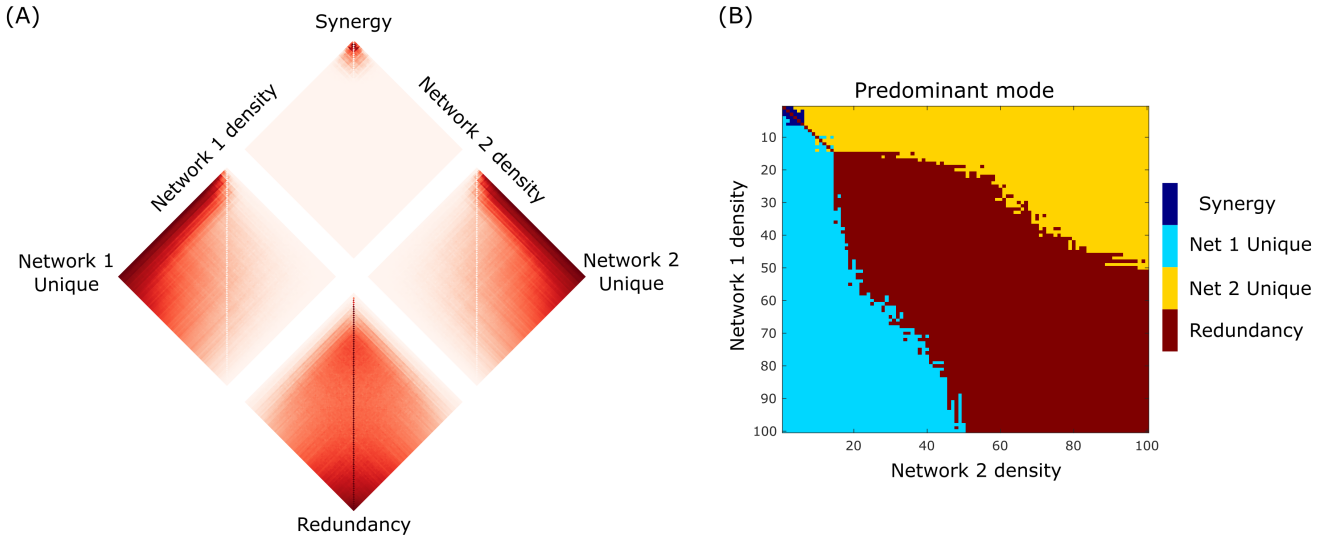 (A)
Synergy
Network 1 density
Network 2 density
Network 1
Unique
Network 2
Unique
Redundancy
(B)
Predominant mode
Network 1 density
10
20
30
40
50
60
70
80
90
100
20
40
60
80
100
Network 2 density
Synergy
Net 1 Unique
Net 2 Unique
Redundancy